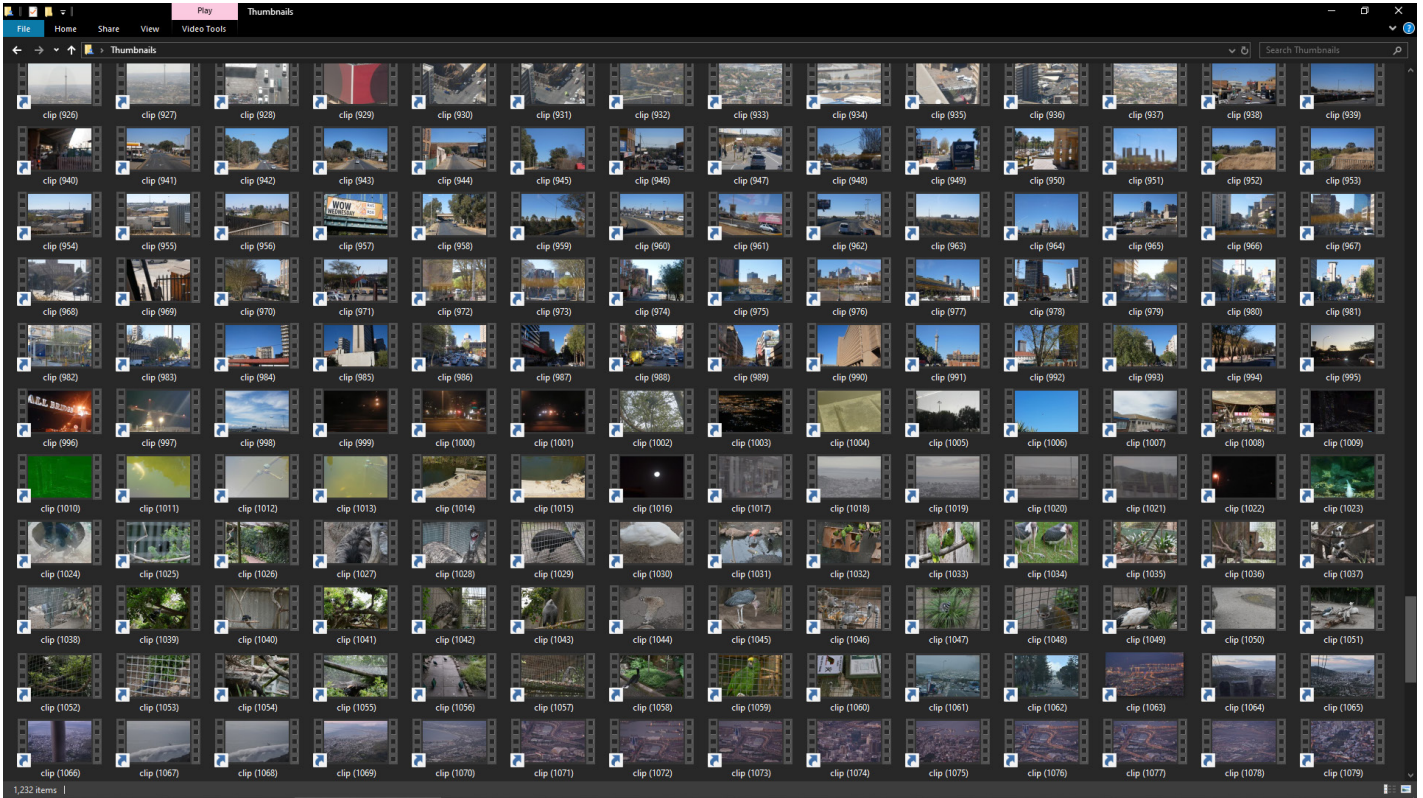 Play
Thumbnails
File
Home
Share
View
Video Tools
Thumbnails
Search Thumbnails
clip (926)
clip (927)
clip (928)
clip (929)
clip (930)
clip (931)
clip (932)
clip (933)
clip (934)
clip (935)
clip (936)
clip (937)
clip (938)
clip (939)
clip (940)
clip (941)
clip (942)
clip (943)
clip (944)
clip (945)
clip (946)
clip (947)
clip (948)
clip (949)
clip (950)
clip (951)
clip (952)
clip (953)
WOW
WEDNESDAY
clip (954)
clip (955)
clip (956)
clip (957)
clip (958)
clip (959)
clip (960)
clip (961)
clip (962)
clip (963)
clip (964)
clip (965)
clip (966)
clip (967)
clip (968)
clip (969)
clip (970)
clip (971)
clip (972)
clip (973)
clip (974)
clip (975)
clip (976)
clip (977)
clip (978)
clip (979)
clip (980)
clip (981)
clip (982)
clip (983)
clip (984)
clip (985)
clip (986)
clip (987)
clip (988)
clip (989)
clip (990)
clip (991)
clip (992)
clip (993)
clip (994)
clip (995)
clip (996)
clip (997)
clip (998)
clip (999)
clip (1000)
clip (1001)
clip (1002)
clip (1003)
clip (1004)
clip (1005)
clip (1006)
clip (1007)
clip (1008)
clip (1009)
clip (1010)
clip (1011)
clip (1012)
clip (1013)
clip (1014)
clip (1015)
clip (1016)
clip (1017)
clip (1018)
clip (1019)
clip (1020)
clip (1021)
clip (1022)
clip (1023)
clip (1024)
clip (1025)
clip (1026)
clip (1027)
clip (1028)
clip (1029)
clip (1030)
clip (1031)
clip (1032)
clip (1033)
clip (1034)
clip (1035)
clip (1036)
clip (1037)
clip (1038)
clip (1039)
clip (1040)
clip (1041)
clip (1042)
clip (1043)
clip (1044)
clip (1045)
clip (1046)
clip (1047)
clip (1048)
clip (1049)
clip (1050)
clip (1051)
clip (1052)
clip (1053)
clip (1054)
clip (1055)
clip (1056)
clip (1057)
clip (1058)
clip (1059)
clip (1060)
clip (1061)
clip (1062)
clip (1063)
clip (1064)
clip (1065)
clip (1066)
clip (1067)
clip (1068)
clip (1069)
clip (1070)
clip (1071)
clip (1072)
clip (1073)
clip (1074)
clip (1075)
clip (1076)
clip (1077)
clip (1078)
clip (1079)
1,232 items